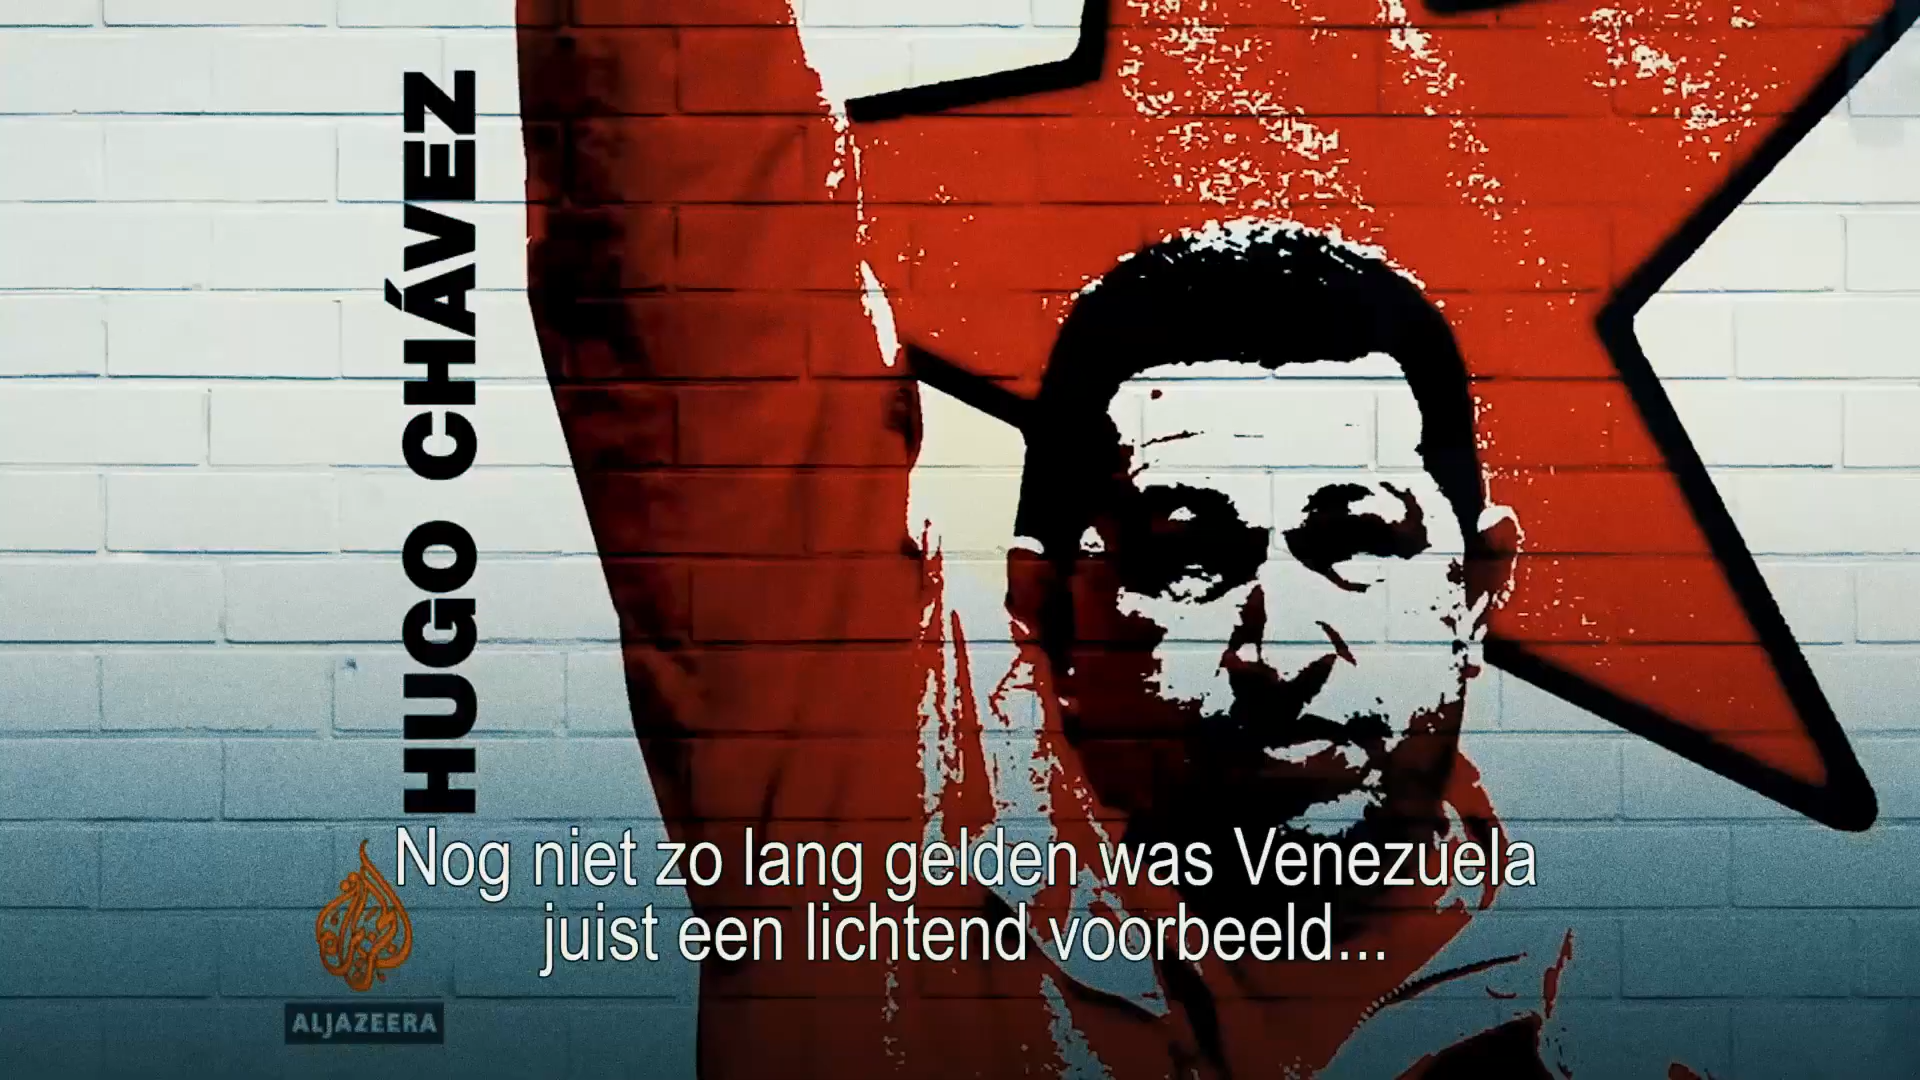 HUGO CHÁVEZ
Nog niet zo lang gelden was Venezuela
juist een lichtend voorbeeld...
ALJAZEERA